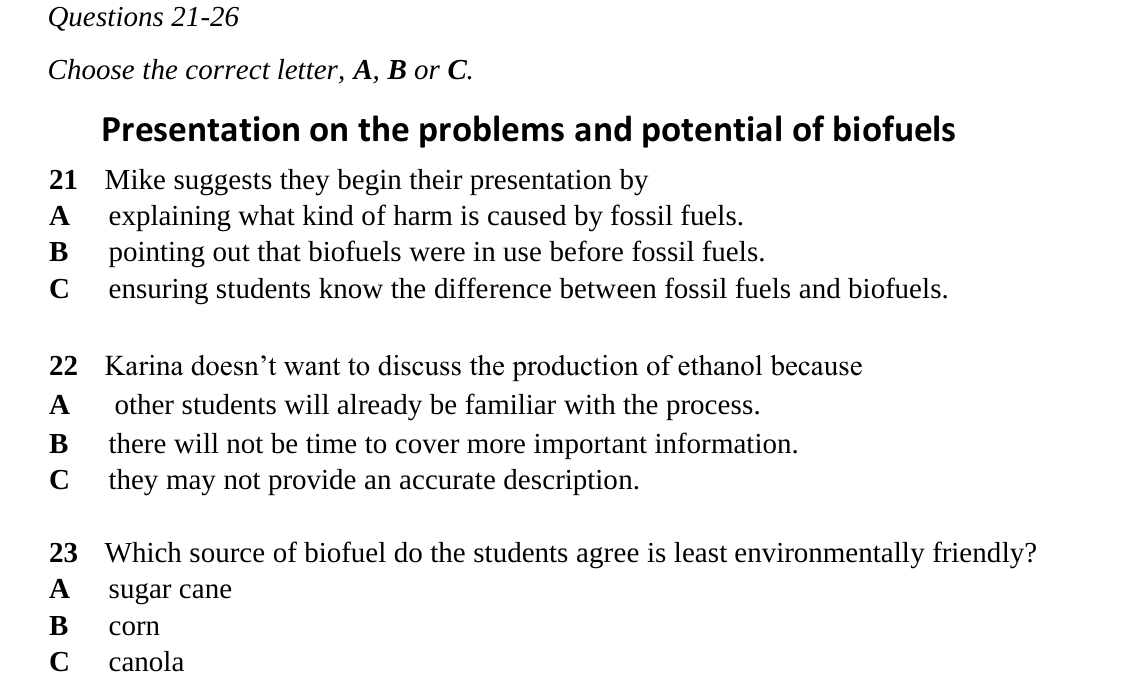 Questions 21-26
Choose the correct letter, A, B or C.
Presentation on the problems and potential of biofuels
21 Mike suggests they begin their presentation by
A explaining what kind of harm is caused by fossil fuels.
B pointing out that biofuels were in use before fossil fuels.
C ensuring students know the difference between fossil fuels and biofuels.
22 Karina doesn’t want to discuss the production of ethanol because
A other students will already be familiar with the process.
B there will not be time to cover more important information.
C they may not provide an accurate description.
23 Which source of biofuel do the students agree is least environmentally friendly?
A sugar cane
B corn
C canola